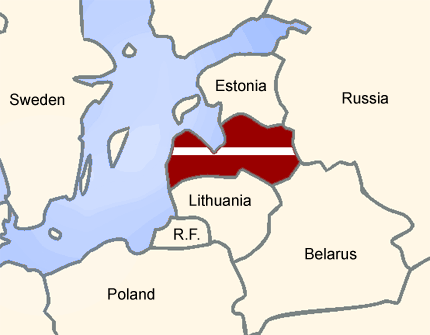 Estonia
Sweden
Russia
Lithuania
R.F.
Belarus
Poland